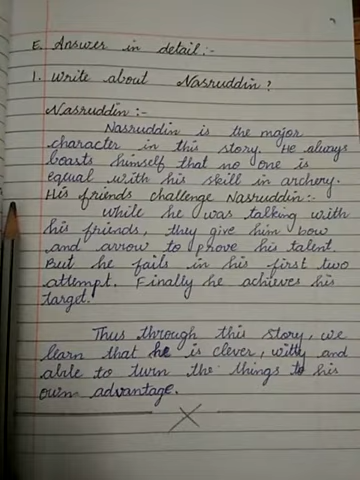 E. Answer in detail:-
1. Write about Nasruddin?
Nasruddin:-
Nasruddin is the major
character in this story. He always
boasts himself that no one is
equal with his skill in archery.
His friends challenge Nasruddin:-
While he was talking with
his friends, they give him bow
and arrow to prove his talent.
But he fails in his first two
attempt. Finally he achieves his
target.
Thus through this story, we
learn that he is clever, witty and
able to turn the things to his
own advantage.